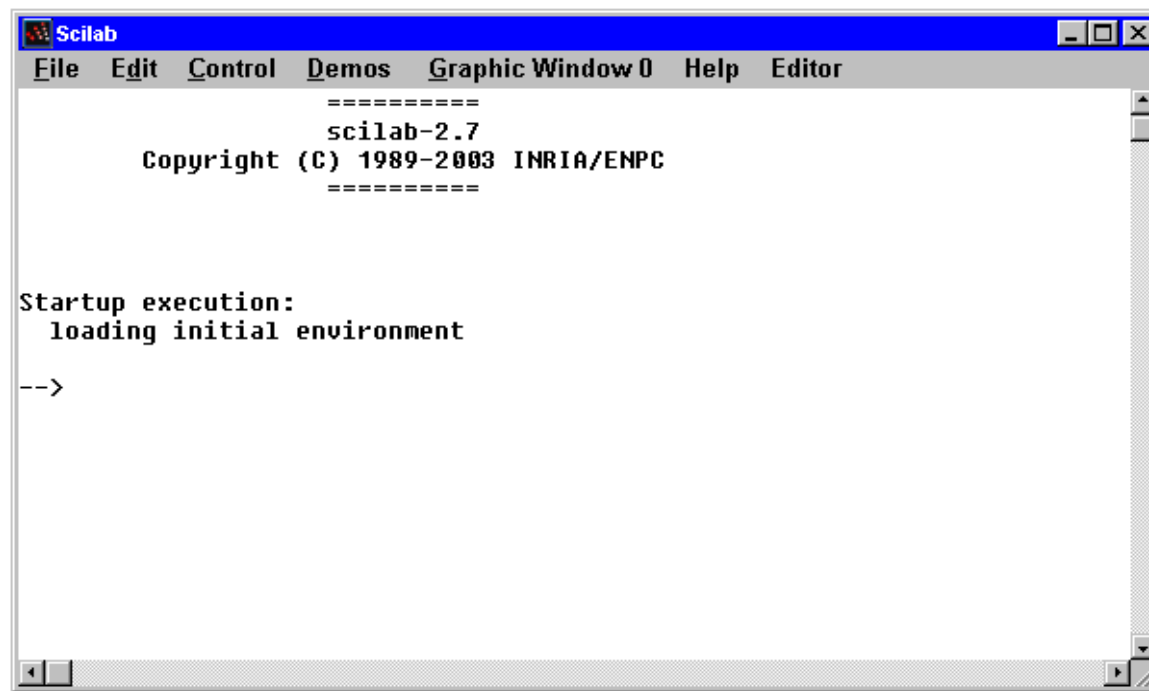 Scilab
File Edit Control Demos Graphic Window 0 Help Editor
==========
scilab-2.7
Copyright (C) 1989-2003 INRIA/ENPC
==========
Startup execution:
loading initial environment
-->